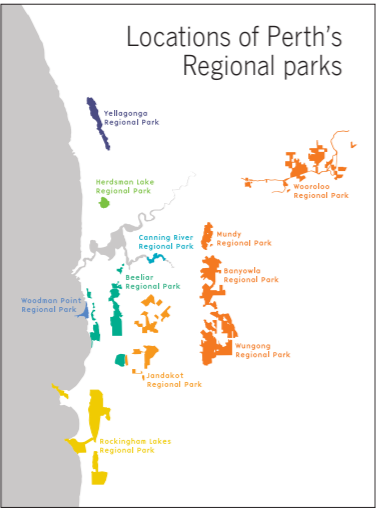 Locations of Perth's
Regional parks
Yellagonga
Regional Park
Herdsman Lake
Regional Park
Wooroloo
Regional Park
Canning River
Regional Park
Mundy
Regional Park
Beeliar
Regional Park
Banyowla
Regional Park
Woodman Point
Regional Park
Wungong
Regional Park
Jandakot
Regional Park
Rockingham Lakes
Regional Park